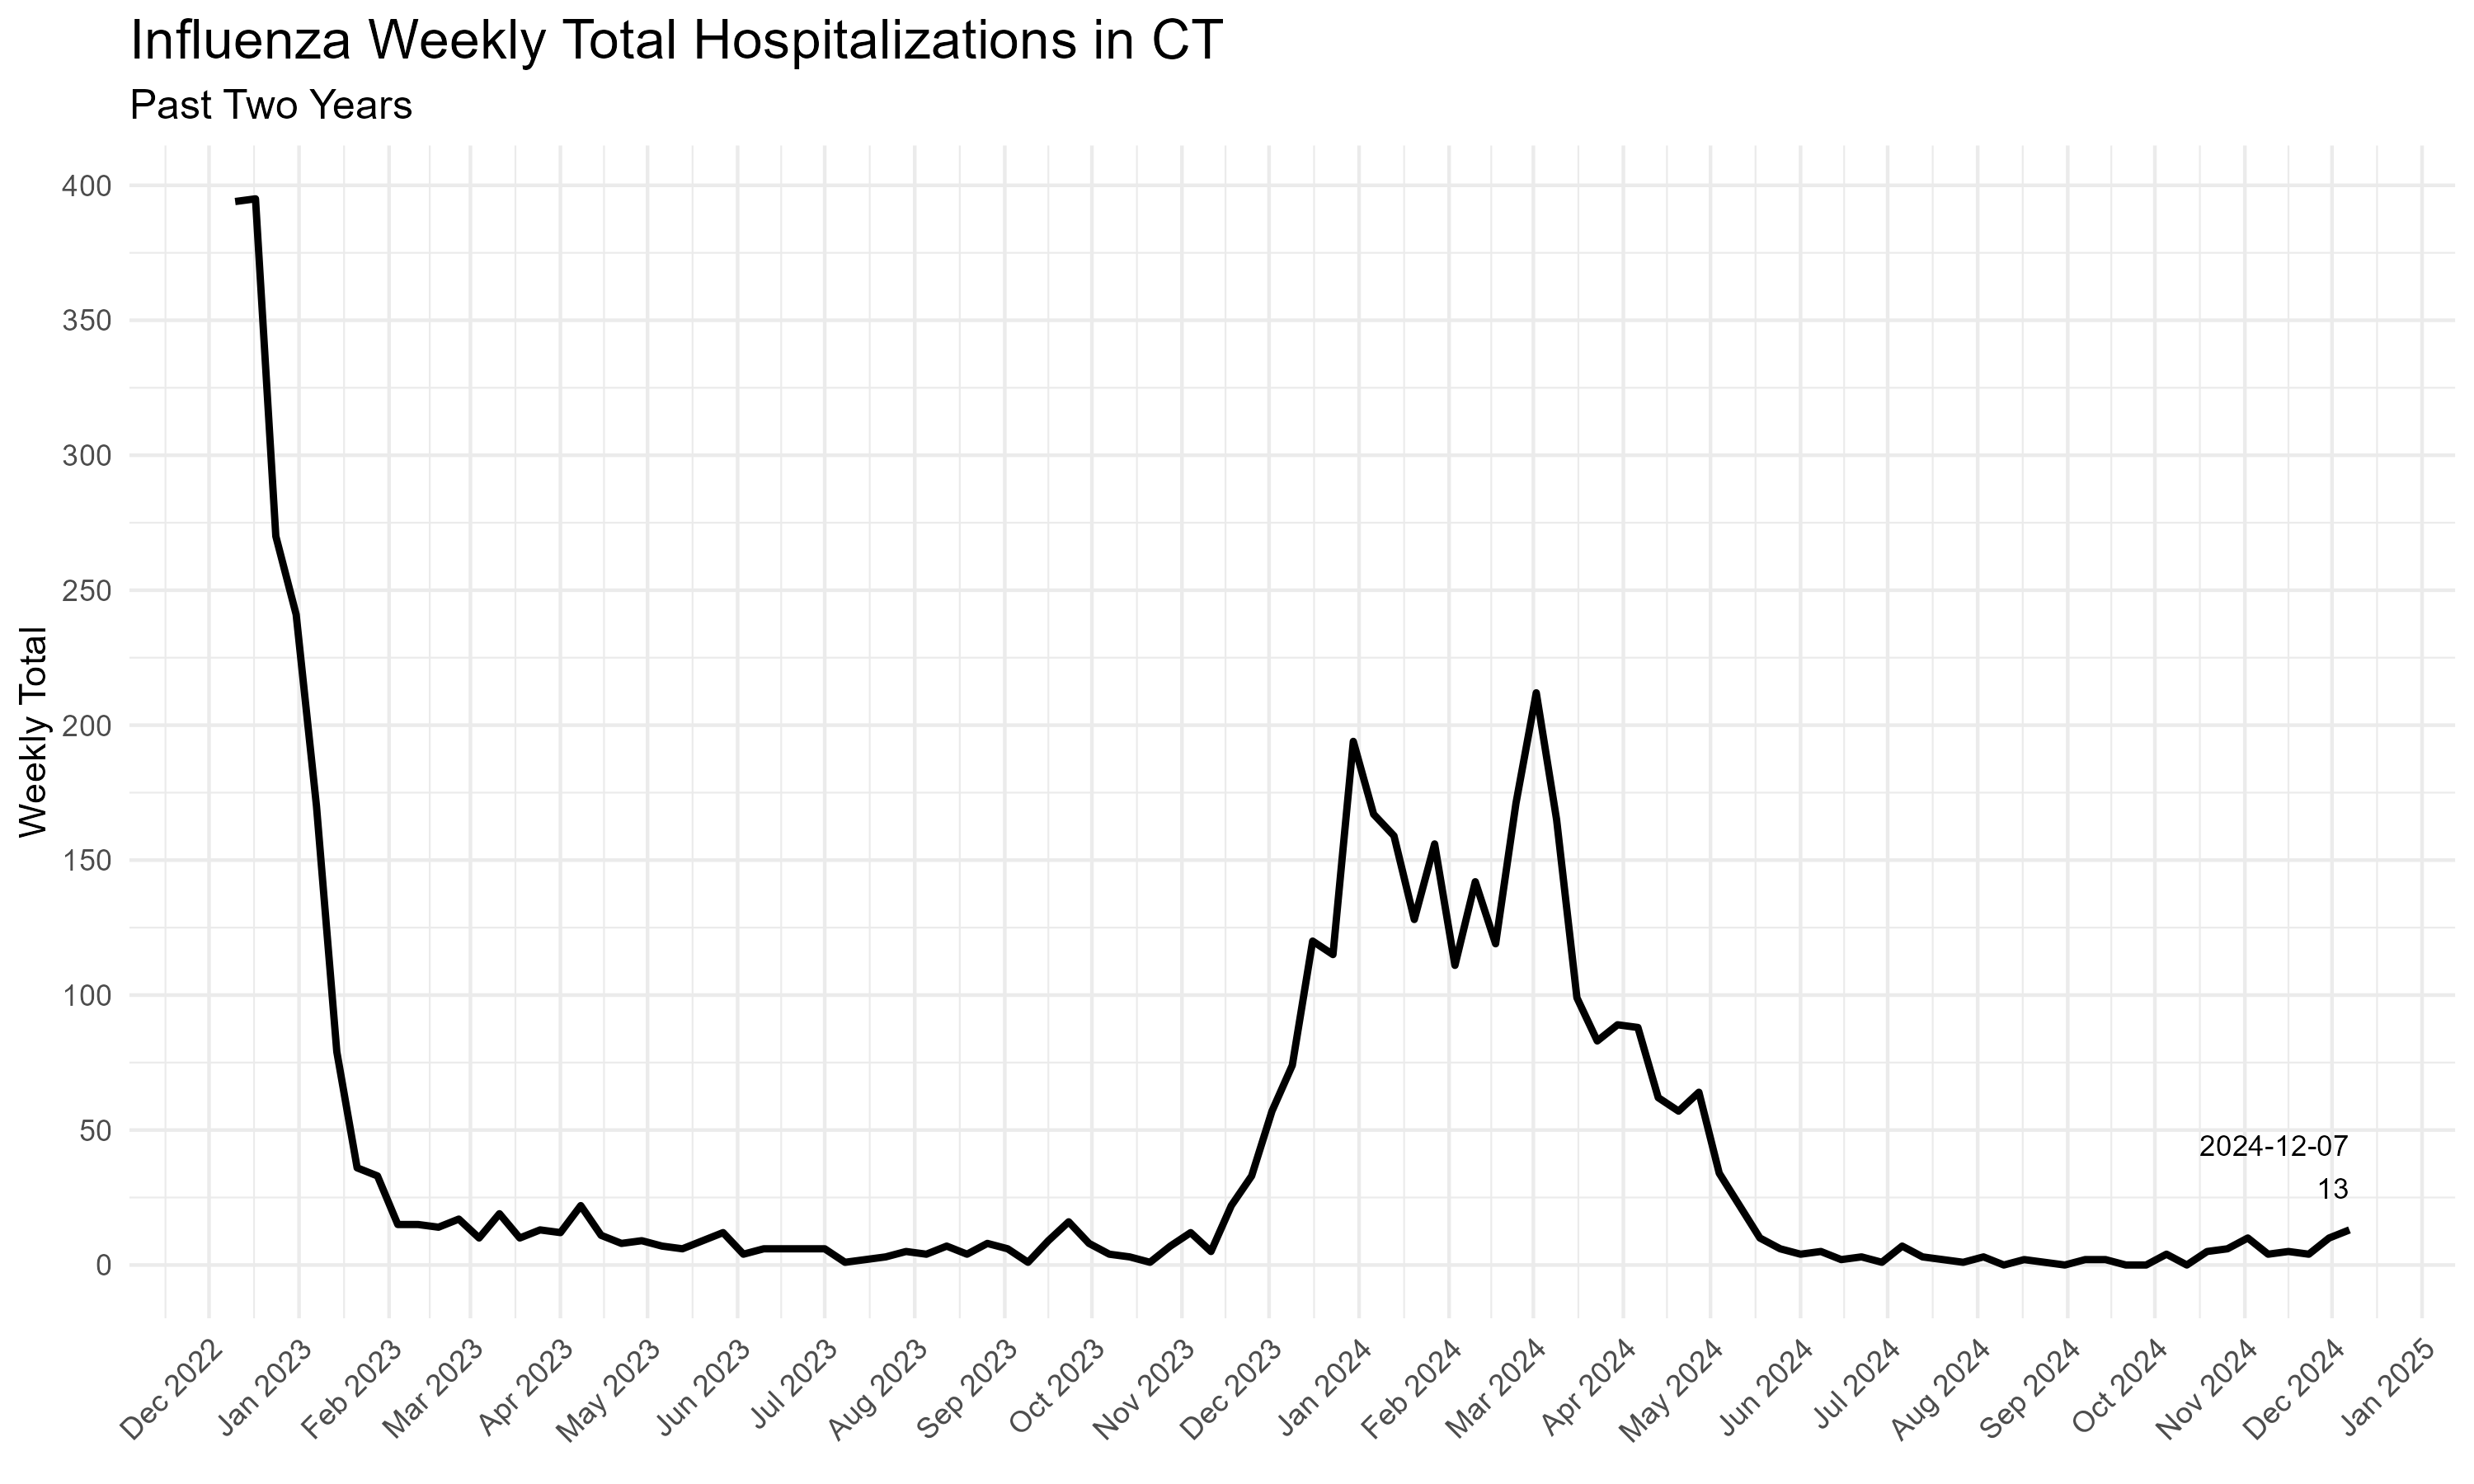 Influenza Weekly Total Hospitalizations in CT
Past Two Years
Weekly Total
400
350
300
250
200
150
100
50
0
2024-12-07
13
Dec 2022
Jan 2023
Feb 2023
Mar 2023
Apr 2023
May 2023
Jun 2023
Jul 2023
Aug 2023
Sep 2023
Oct 2023
Nov 2023
Dec 2023
Jan 2024
Feb 2024
Mar 2024
Apr 2024
May 2024
Jun 2024
Jul 2024
Aug 2024
Sep 2024
Oct 2024
Nov 2024
Dec 2024
Jan 2025